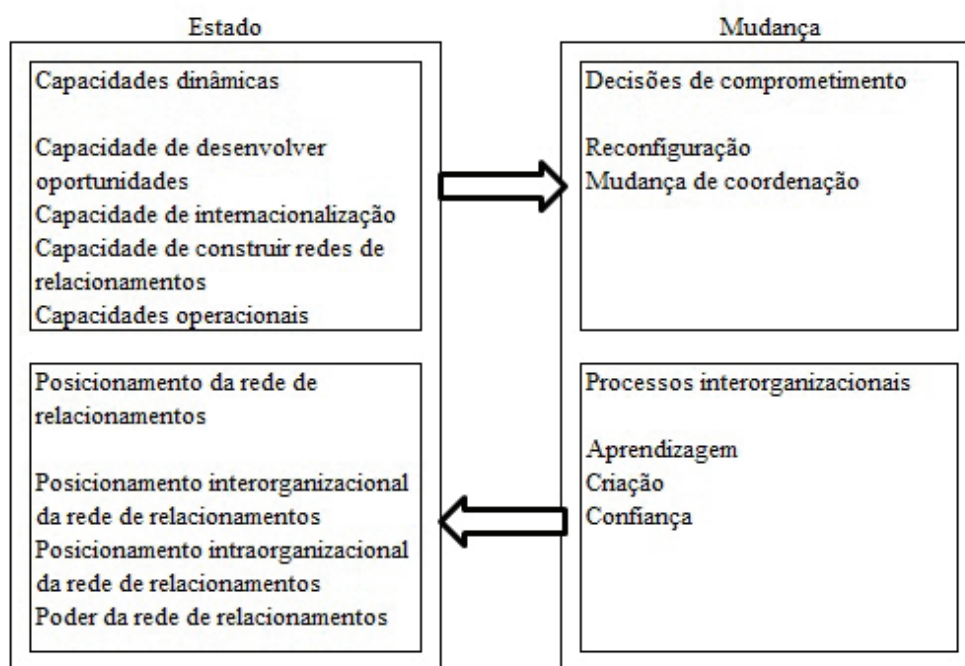 Estado
Capacidades dinâmicas
Capacidade de desenvolver
oportunidades
Capacidade de internacionalização
Capacidade de construir redes de
relacionamentos
Capacidades operacionais
Posicionamento da rede de
relacionamentos
Posicionamento interorganizacional
da rede de relacionamentos
Posicionamento intraorganizacional
da rede de relacionamentos
Poder da rede de relacionamentos
Mudança
Decisões de comprometimento
Reconfiguração
Mudança de coordenação
Processos interorganizacionais
Aprendizagem
Criação
Confiança